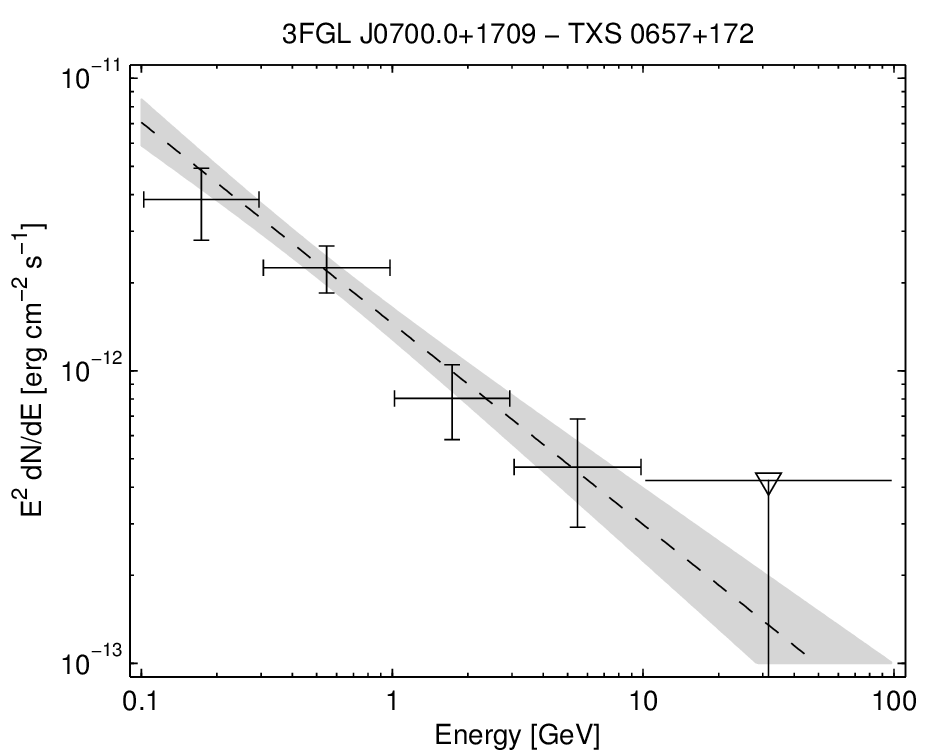 3FGL J0700.0+1709 − TXS 0657+172
10⁻¹¹
10⁻¹²
10⁻¹³
E² dN/dE [erg cm⁻² s⁻¹]
0.1 1 10 100
Energy [GeV]